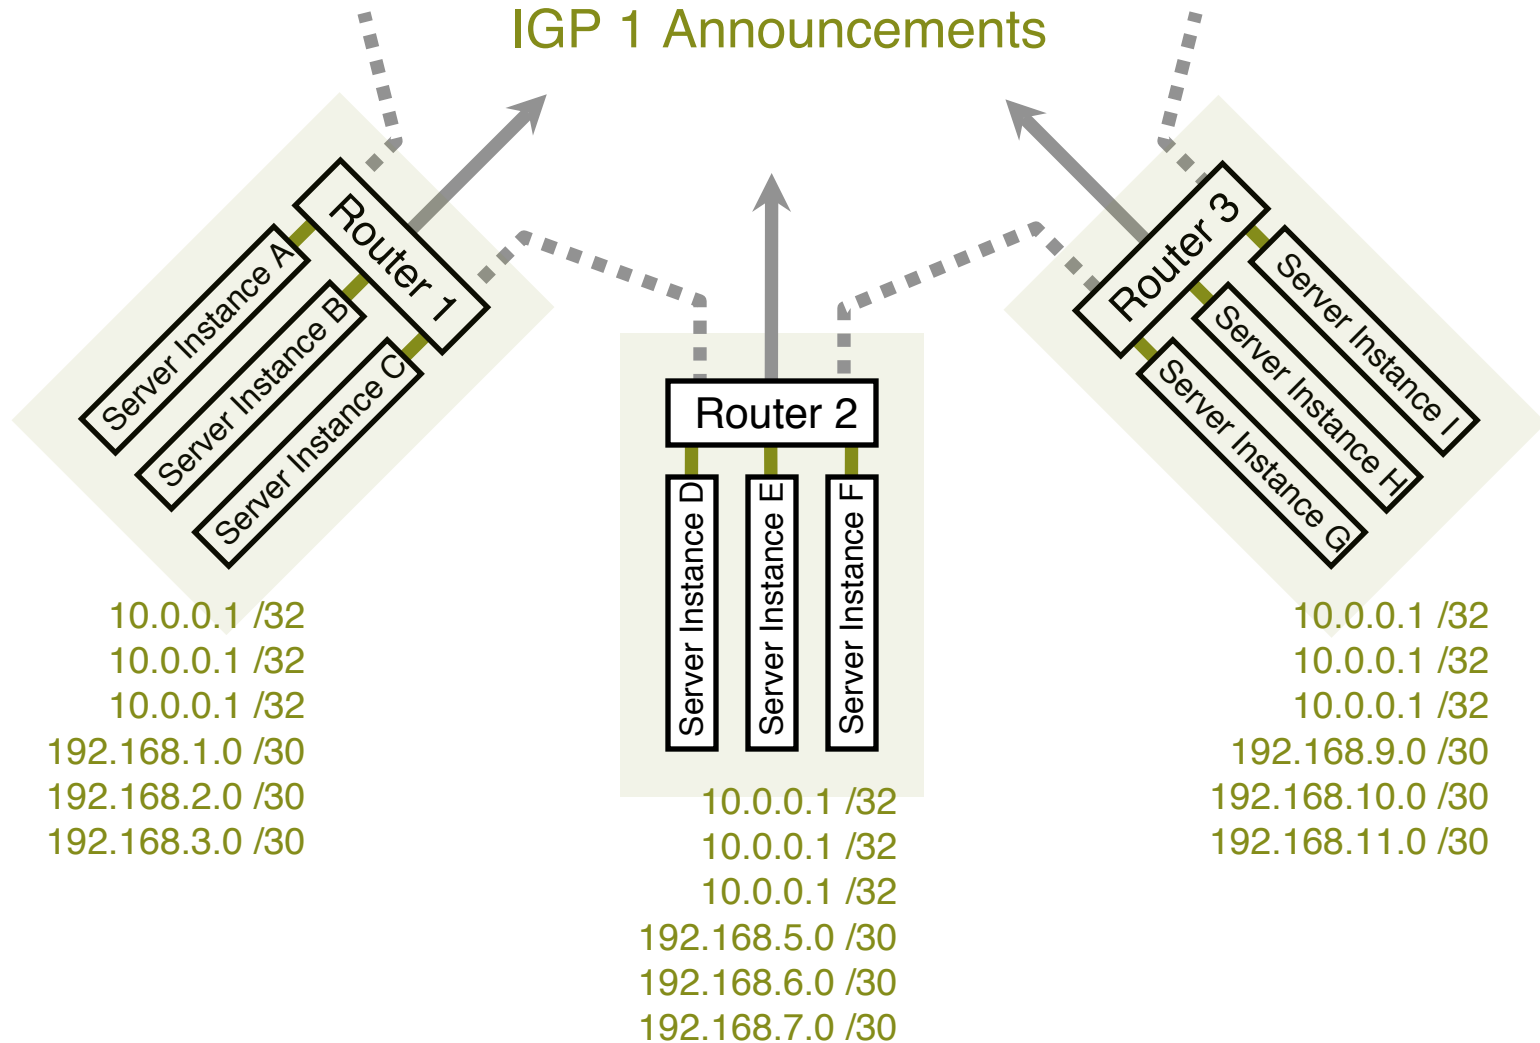 IGP 1 Announcements
Router 1
Server Instance A
Server Instance B
Server Instance C
10.0.0.1 /32
10.0.0.1 /32
10.0.0.1 /32
192.168.1.0 /30
192.168.2.0 /30
192.168.3.0 /30
Router 2
Server Instance D
Server Instance E
Server Instance F
10.0.0.1 /32
10.0.0.1 /32
10.0.0.1 /32
192.168.5.0 /30
192.168.6.0 /30
192.168.7.0 /30
Router 3
Server Instance I
Server Instance H
Server Instance G
10.0.0.1 /32
10.0.0.1 /32
10.0.0.1 /32
192.168.9.0 /30
192.168.10.0 /30
192.168.11.0 /30